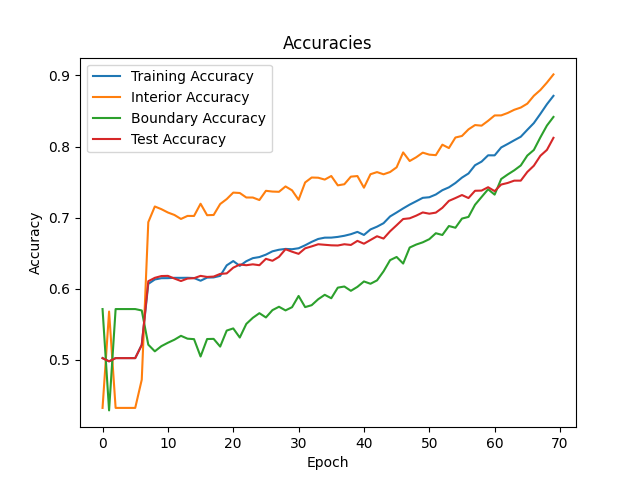 Accuracies
Training Accuracy
Interior Accuracy
Boundary Accuracy
Test Accuracy
0.9
0.8
0.7
0.6
0.5
Accuracy
0 10 20 30 40 50 60 70
Epoch